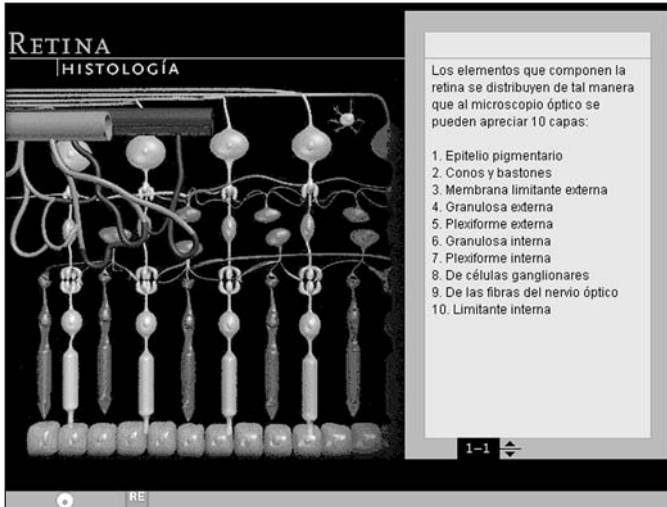 RETINA
HISTOLOGÍA
Los elementos que componen la
retina se distribuyen de tal manera
que al microscopio óptico se
pueden apreciar 10 capas:
1. Epitelio pigmentario
2. Conos y bastones
3. Membrana limitante externa
4. Granulosa externa
5. Plexiforme externa
6. Granulosa interna
7. Plexiforme interna
8. De células ganglionares
9. De las fibras del nervio óptico
10. Limitante interna
1-1
RE